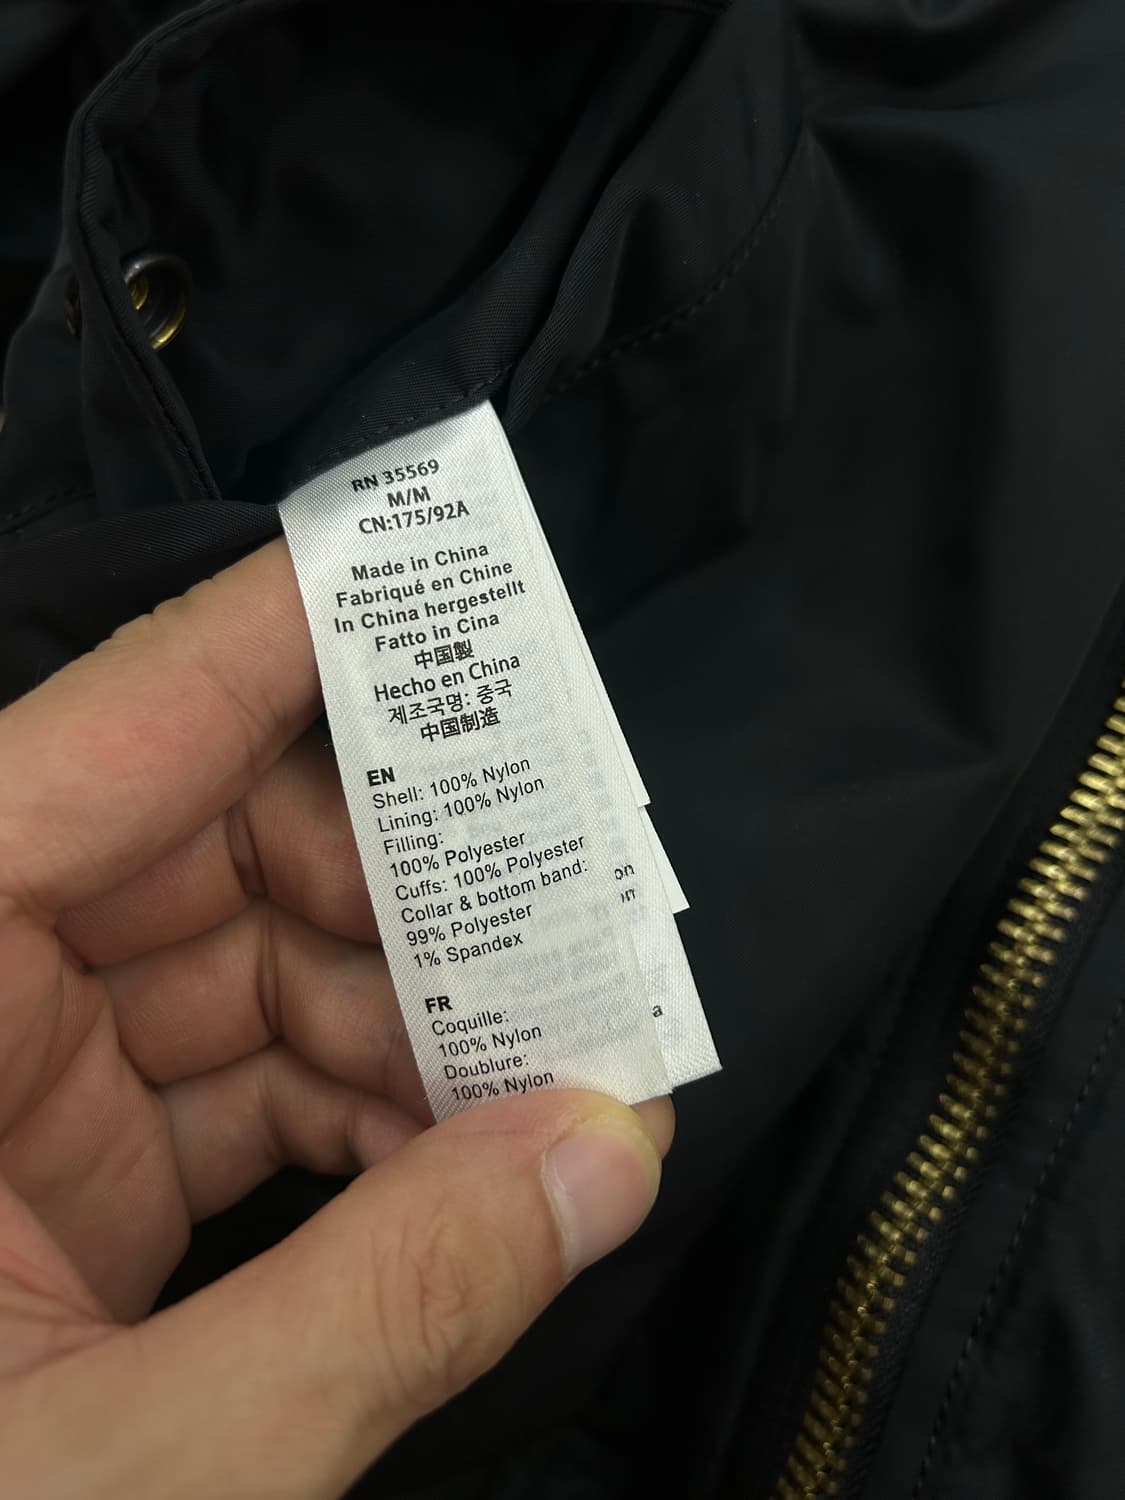 RN 35569
M/M
CN:175/92A
Made in China
Fabriqué en Chine
In China hergestellt
Fatto in Cina
中国製
Hecho en China
제조국명: 중국
中国制造
EN
Shell: 100% Nylon
Lining: 100% Nylon
Filling:
100% Polyester
Cuffs: 100% Polyester
Collar & bottom band:
99% Polyester
1% Spandex
FR
Coquille:
100% Nylon
Doublure:
100% Nylon